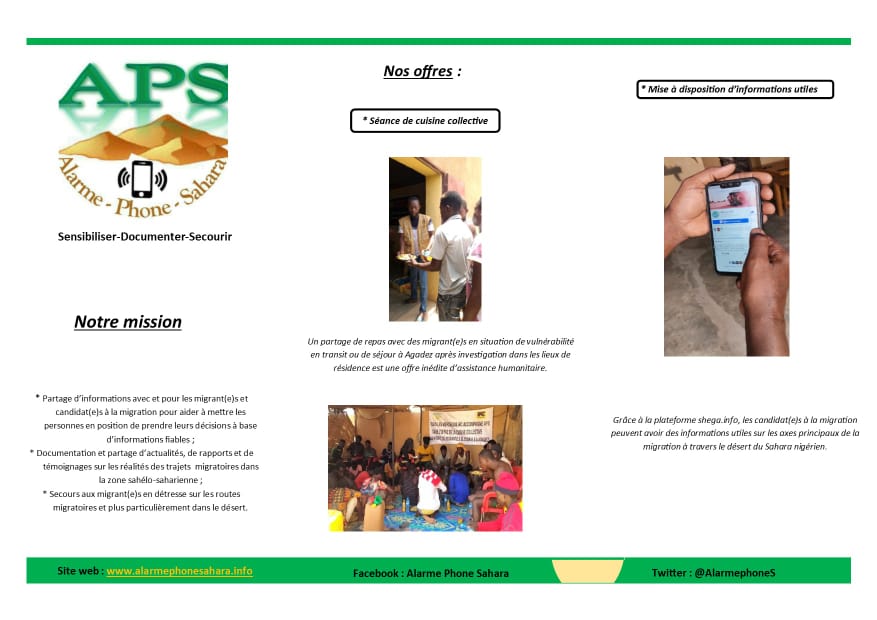 APS
Alarme - Phone - Sahara
Sensibiliser-Documenter-Secourir
Notre mission
* Partage d'informations avec et pour les migrant(e)s et
candidat(e)s à la migration pour aider à mettre les
personnes en position de prendre leurs décisions à base
d'informations fiables ;
* Documentation et partage d'actualités, de rapports et de
témoignages sur les réalités des trajets migratoires dans
la zone sahélo-saharienne ;
* Secours aux migrant(e)s en détresse sur les routes
migratoires et plus particulièrement dans le désert.
Nos offres :
* Séance de cuisine collective
Un partage de repas avec des migrant(e)s en situation de vulnérabilité
en transit ou de séjour à Agadez après investigation dans les lieux de
résidence est une offre inédite d'assistance humanitaire.
* Mise à disposition d'informations utiles
Grâce à la plateforme shega.info, les candidat(e)s à la migration
peuvent avoir des informations utiles sur les axes principaux de la
migration à travers le désert du Sahara nigérien.
Site web : www.alarmephonesahara.info
Facebook : Alarme Phone Sahara
Twitter : @AlarmephoneS